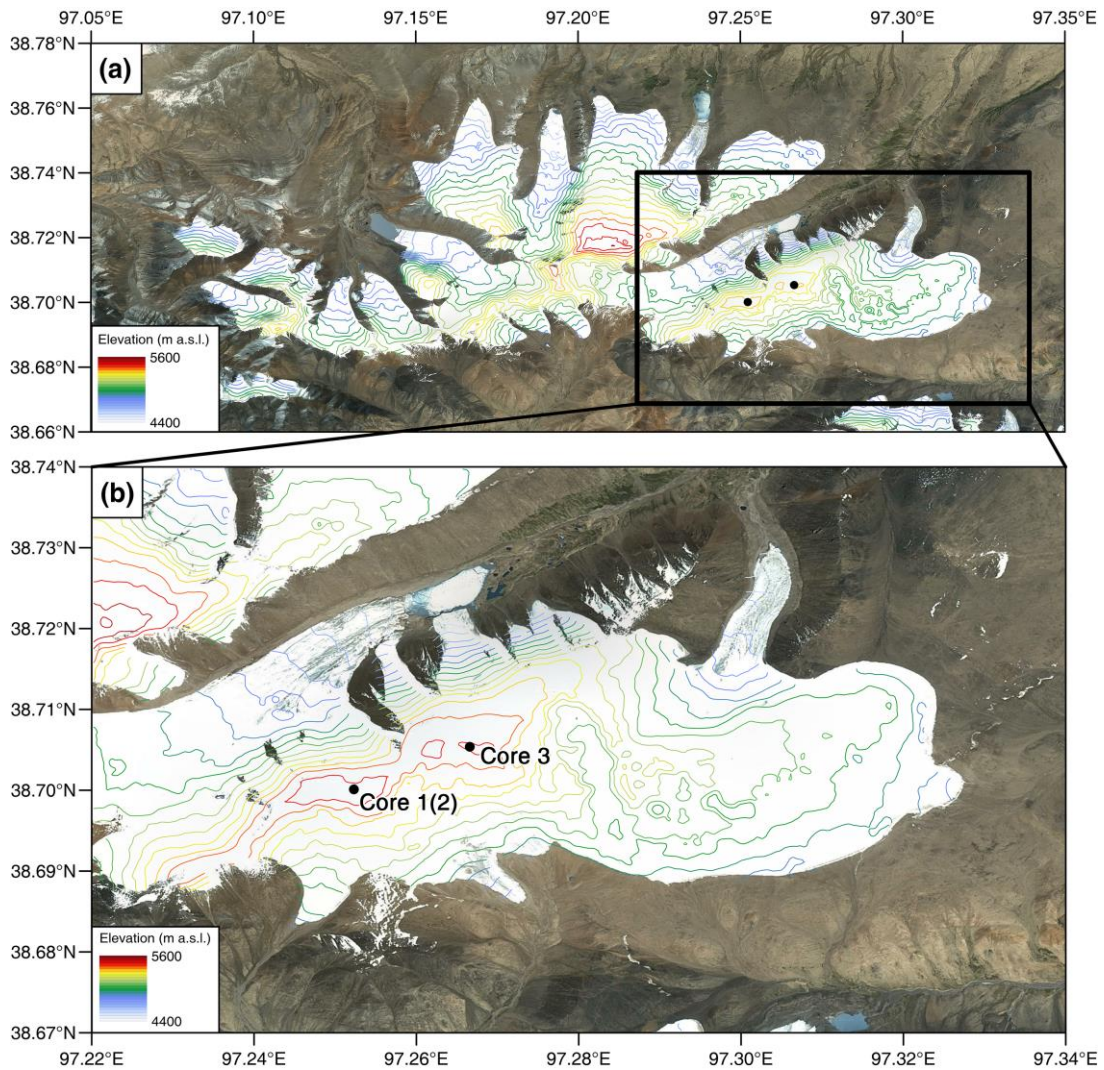 97.05°E 97.10°E 97.15°E 97.20°E 97.25°E 97.30°E 97.35°E
38.78°N
(a)
38.76°N
38.74°N
38.72°N
38.70°N
38.68°N
38.66°N
Elevation (m a.s.l.)
5600
4400
38.74°N
(b)
38.73°N
38.72°N
38.71°N
38.70°N
38.69°N
38.68°N
38.67°N
Core 3
Core 1(2)
Elevation (m a.s.l.)
5600
4400
97.22°E 97.24°E 97.26°E 97.28°E 97.30°E 97.32°E 97.34°E